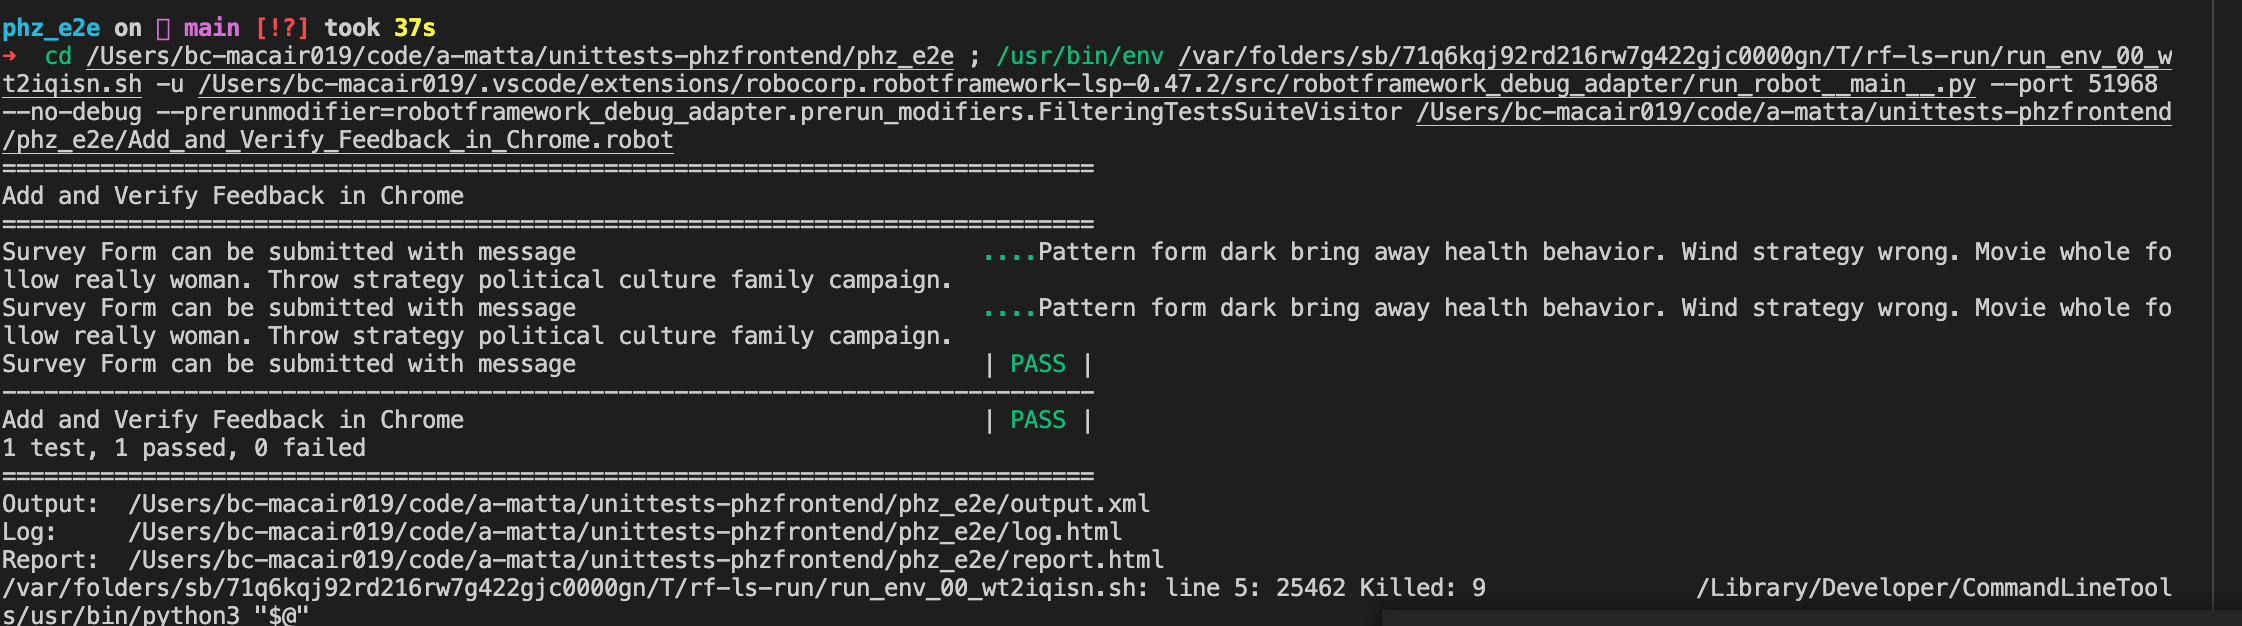 phz_e2e on main [!?] took 37s
➜ cd /Users/bc-macair019/code/a-matta/unittests-phzfrontend/phz_e2e ; /usr/bin/env /var/folders/sb/71q6kqj92rd216rw7g422gjc0000gn/T/rf-ls-run/run_env_00_w
t2iqisn.sh -u /Users/bc-macair019/.vscode/extensions/robocorp.robotframework-lsp-0.47.2/src/robotframework_debug_adapter/run_robot__main__.py --port 51968
--no-debug --prerunmodifier=robotframework_debug_adapter.prerun_modifiers.FilteringTestsSuiteVisitor /Users/bc-macair019/code/a-matta/unittests-phzfrontend
/phz_e2e/Add_and_Verify_Feedback_in_Chrome.robot
==============================================================================
Add and Verify Feedback in Chrome
==============================================================================
Survey Form can be submitted with message ....Pattern form dark bring away health behavior. Wind strategy wrong. Movie whole fo
llow really woman. Throw strategy political culture family campaign.
Survey Form can be submitted with message ....Pattern form dark bring away health behavior. Wind strategy wrong. Movie whole fo
llow really woman. Throw strategy political culture family campaign.
Survey Form can be submitted with message | PASS |
------------------------------------------------------------------------------
Add and Verify Feedback in Chrome | PASS |
1 test, 1 passed, 0 failed
==============================================================================
Output: /Users/bc-macair019/code/a-matta/unittests-phzfrontend/phz_e2e/output.xml
Log: /Users/bc-macair019/code/a-matta/unittests-phzfrontend/phz_e2e/log.html
Report: /Users/bc-macair019/code/a-matta/unittests-phzfrontend/phz_e2e/report.html
/var/folders/sb/71q6kqj92rd216rw7g422gjc0000gn/T/rf-ls-run/run_env_00_wt2iqisn.sh: line 5: 25462 Killed: 9 /Library/Developer/CommandLineTool
s/usr/bin/python3 "$@"